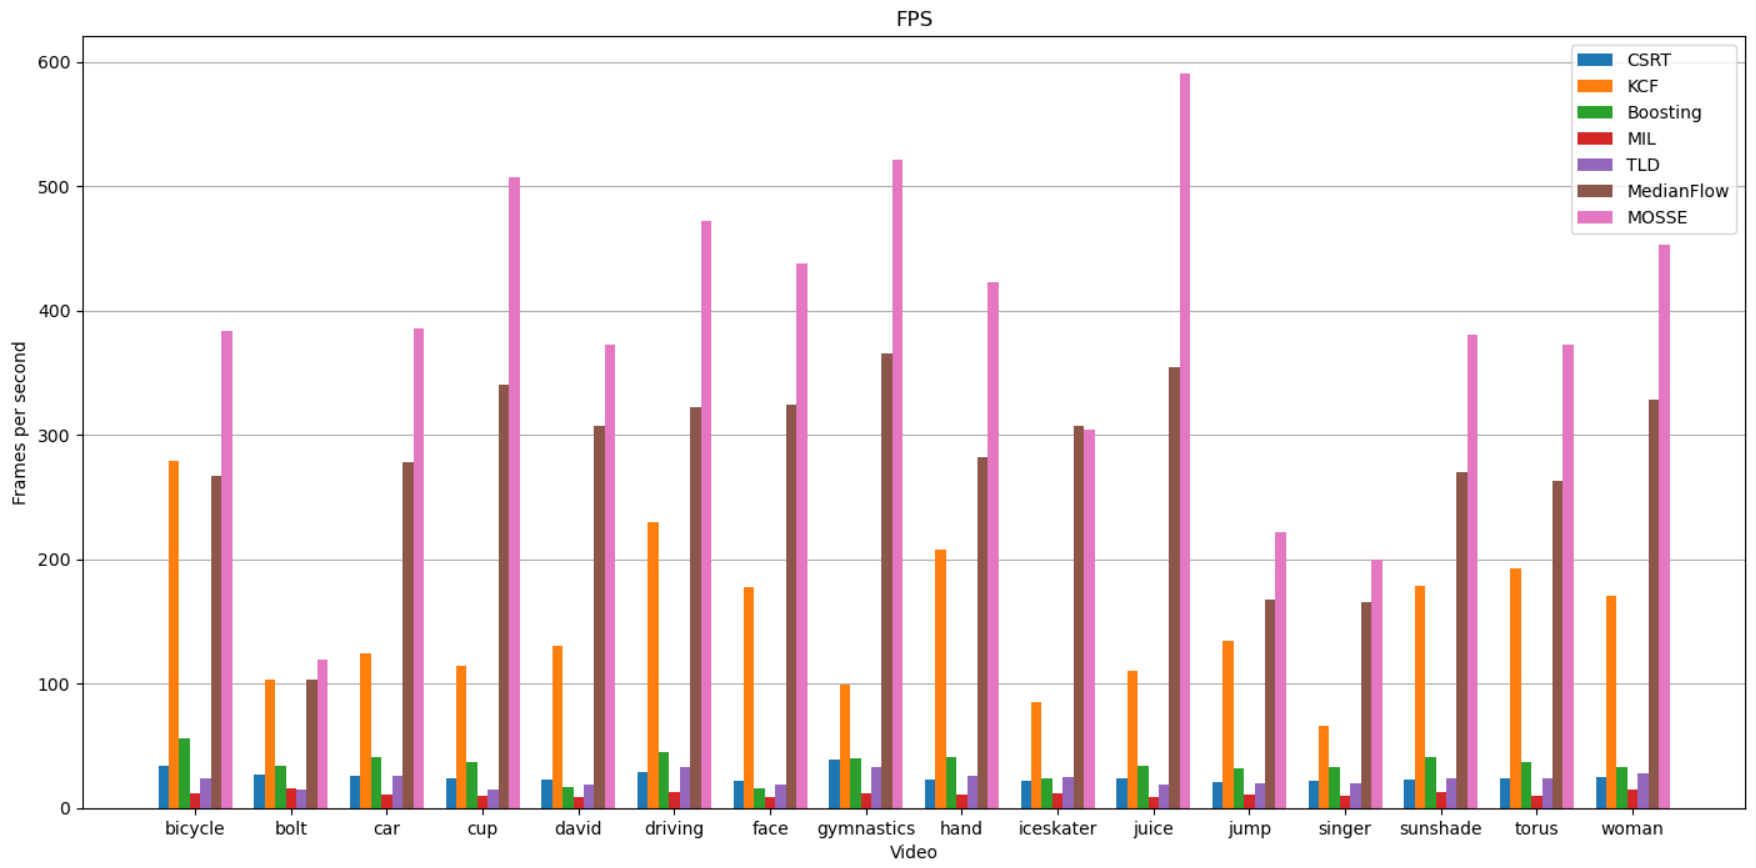 FPS
600
500
400
300
200
100
0
Frames per second
CSRT
KCF
Boosting
MIL
TLD
MedianFlow
MOSSE
bicycle bolt car cup david driving face gymnastics hand iceskater juice jump singer sunshade torus woman
Video